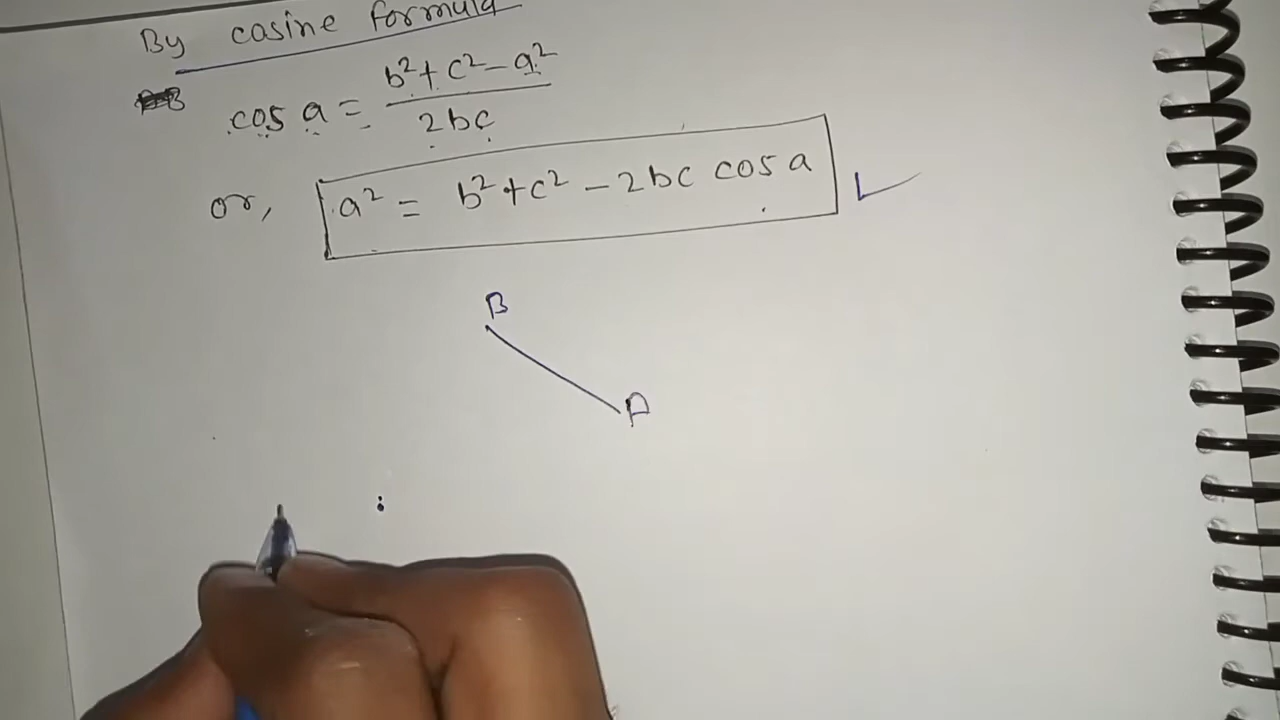 By cosine formula
cos a = b²+c²-a² / 2bc
or, a² = b²+c² - 2bc cos a
B
A